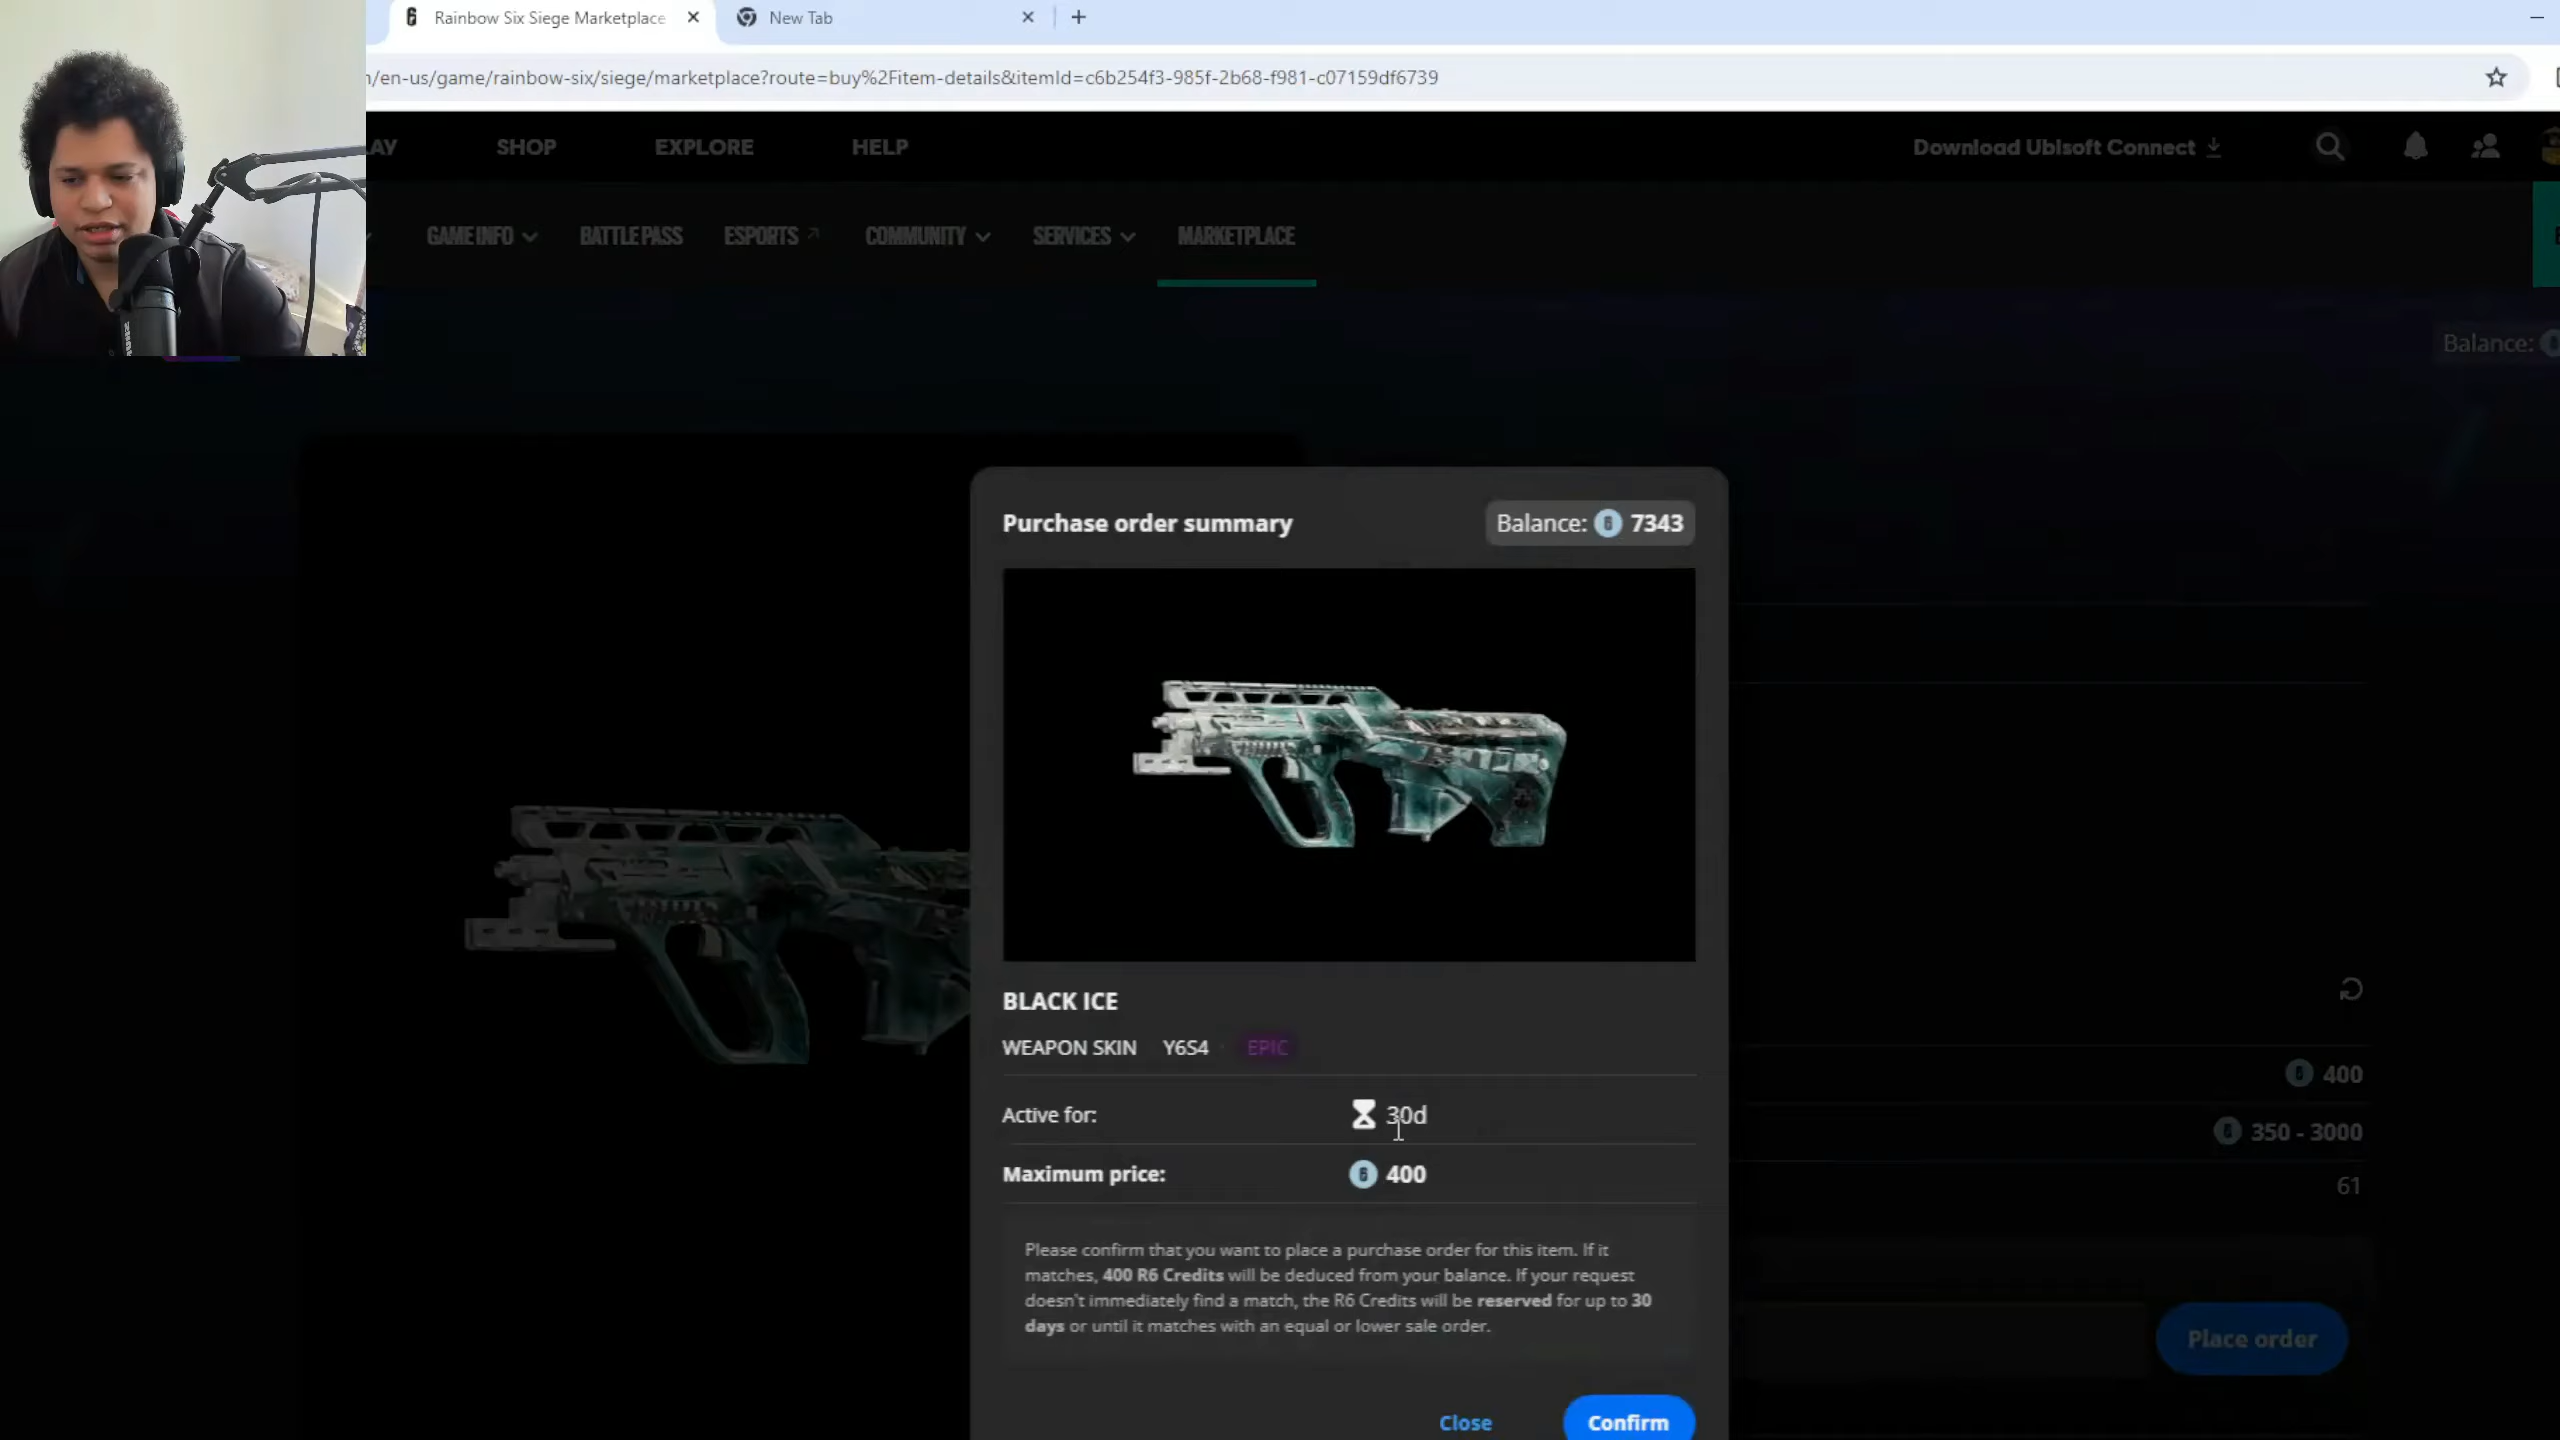 Rainbow Six Siege Marketplace
New Tab
/en-us/game/rainbow-six/siege/marketplace?route=buy%2Fitem-details&itemId=c6b254f3-985f-2b68-f981-c07159df6739
LAY SHOP EXPLORE HELP Download Ubisoft Connect
GAME INFO BATTLE PASS ESPORTS COMMUNITY SERVICES MARKETPLACE
Balance:
Purchase order summary
Balance: 7343
BLACK ICE
WEAPON SKIN Y6S4 EPIC
Active for: 30d
Maximum price: 400
Please confirm that you want to place a purchase order for this item. If it
matches, 400 R6 Credits will be deducted from your balance. If your request
doesn't immediately find a match, the R6 Credits will be reserved for up to 30
days or until it matches with an equal or lower sale order.
Close Confirm
400
350 - 3000
61
Place order